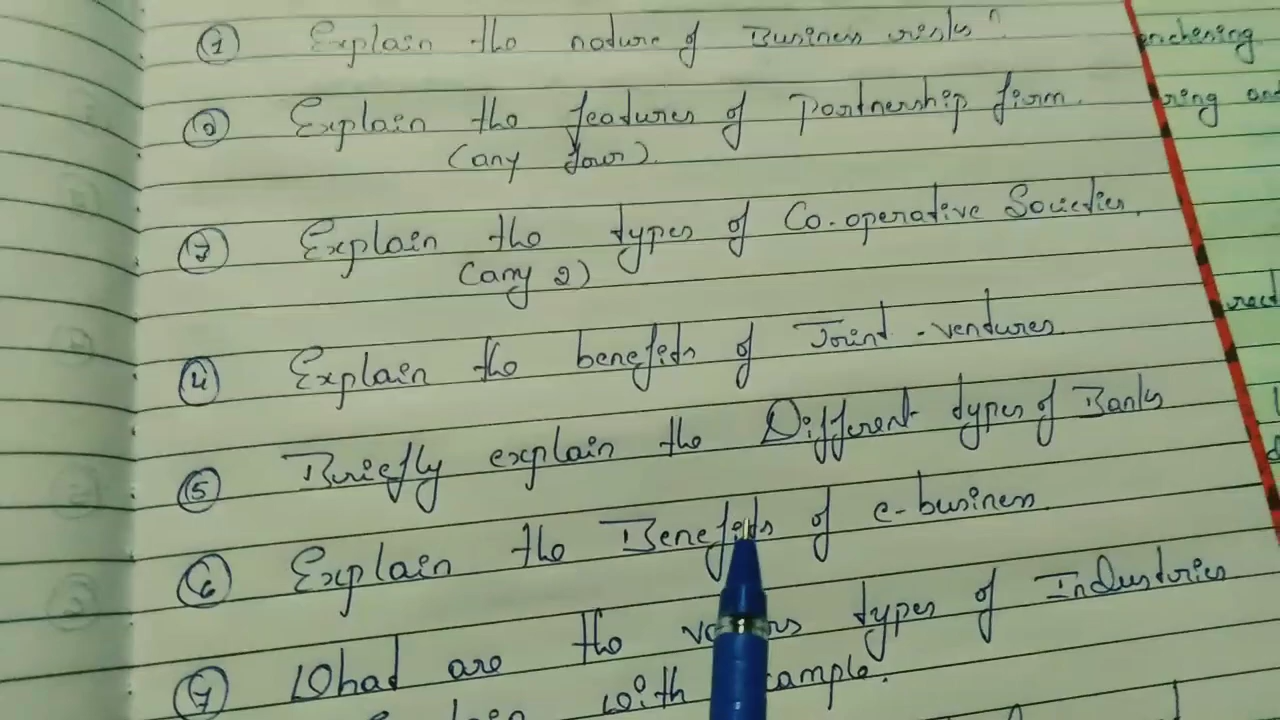 ① Explain the nature of Business risks"
② Explain the features of Partnership firm.
(any four).
③ Explain the types of Co-operative Societies.
(any 2)
④ Explain the benefits of Joint-ventures
⑤ Briefly explain the Different types of Banks
⑥ Explain the Benefits of e-business
⑦ What are the types of Industries
with
ring and